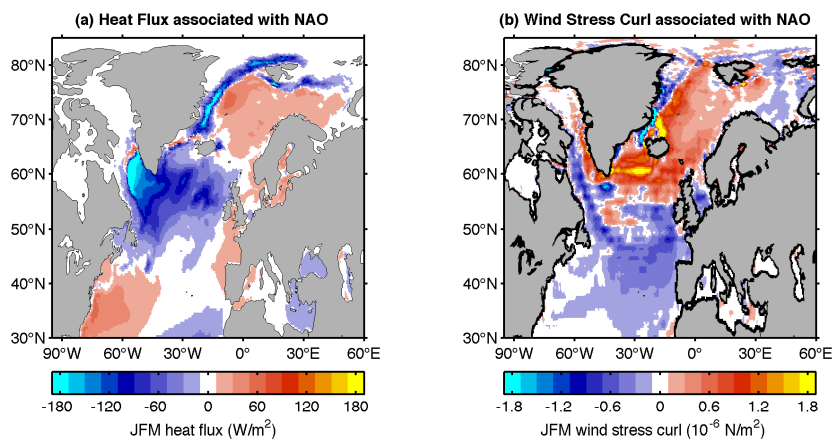 (a) Heat Flux associated with NAO
80°N
70°N
60°N
50°N
40°N
30°N
90°W 60°W 30°W 0° 30°E 60°E
-180 -120 -60 0 60 120 180
JFM heat flux (W/m²)
(b) Wind Stress Curl associated with NAO
80°N
70°N
60°N
50°N
40°N
30°N
90°W 60°W 30°W 0° 30°E 60°E
-1.8 -1.2 -0.6 0 0.6 1.2 1.8
JFM wind stress curl (10⁻⁶ N/m²)